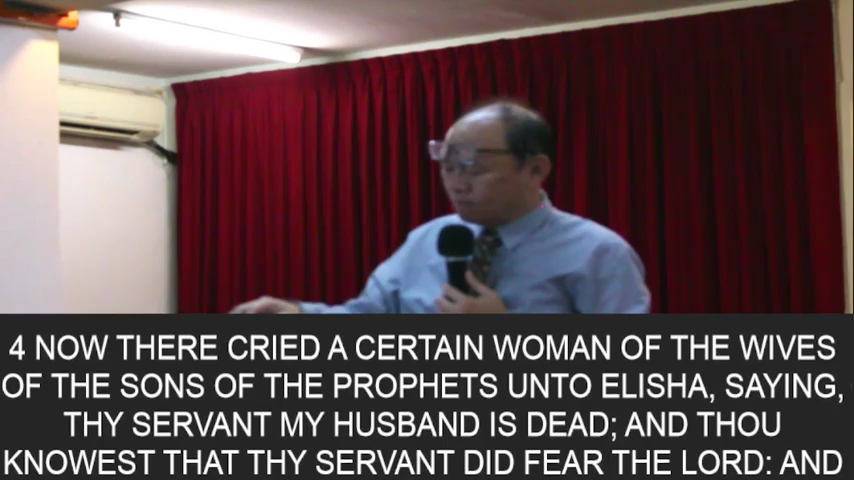 4 NOW THERE CRIED A CERTAIN WOMAN OF THE WIVES
OF THE SONS OF THE PROPHETS UNTO ELISHA, SAYING,
THY SERVANT MY HUSBAND IS DEAD; AND THOU
KNOWEST THAT THY SERVANT DID FEAR THE LORD: AND